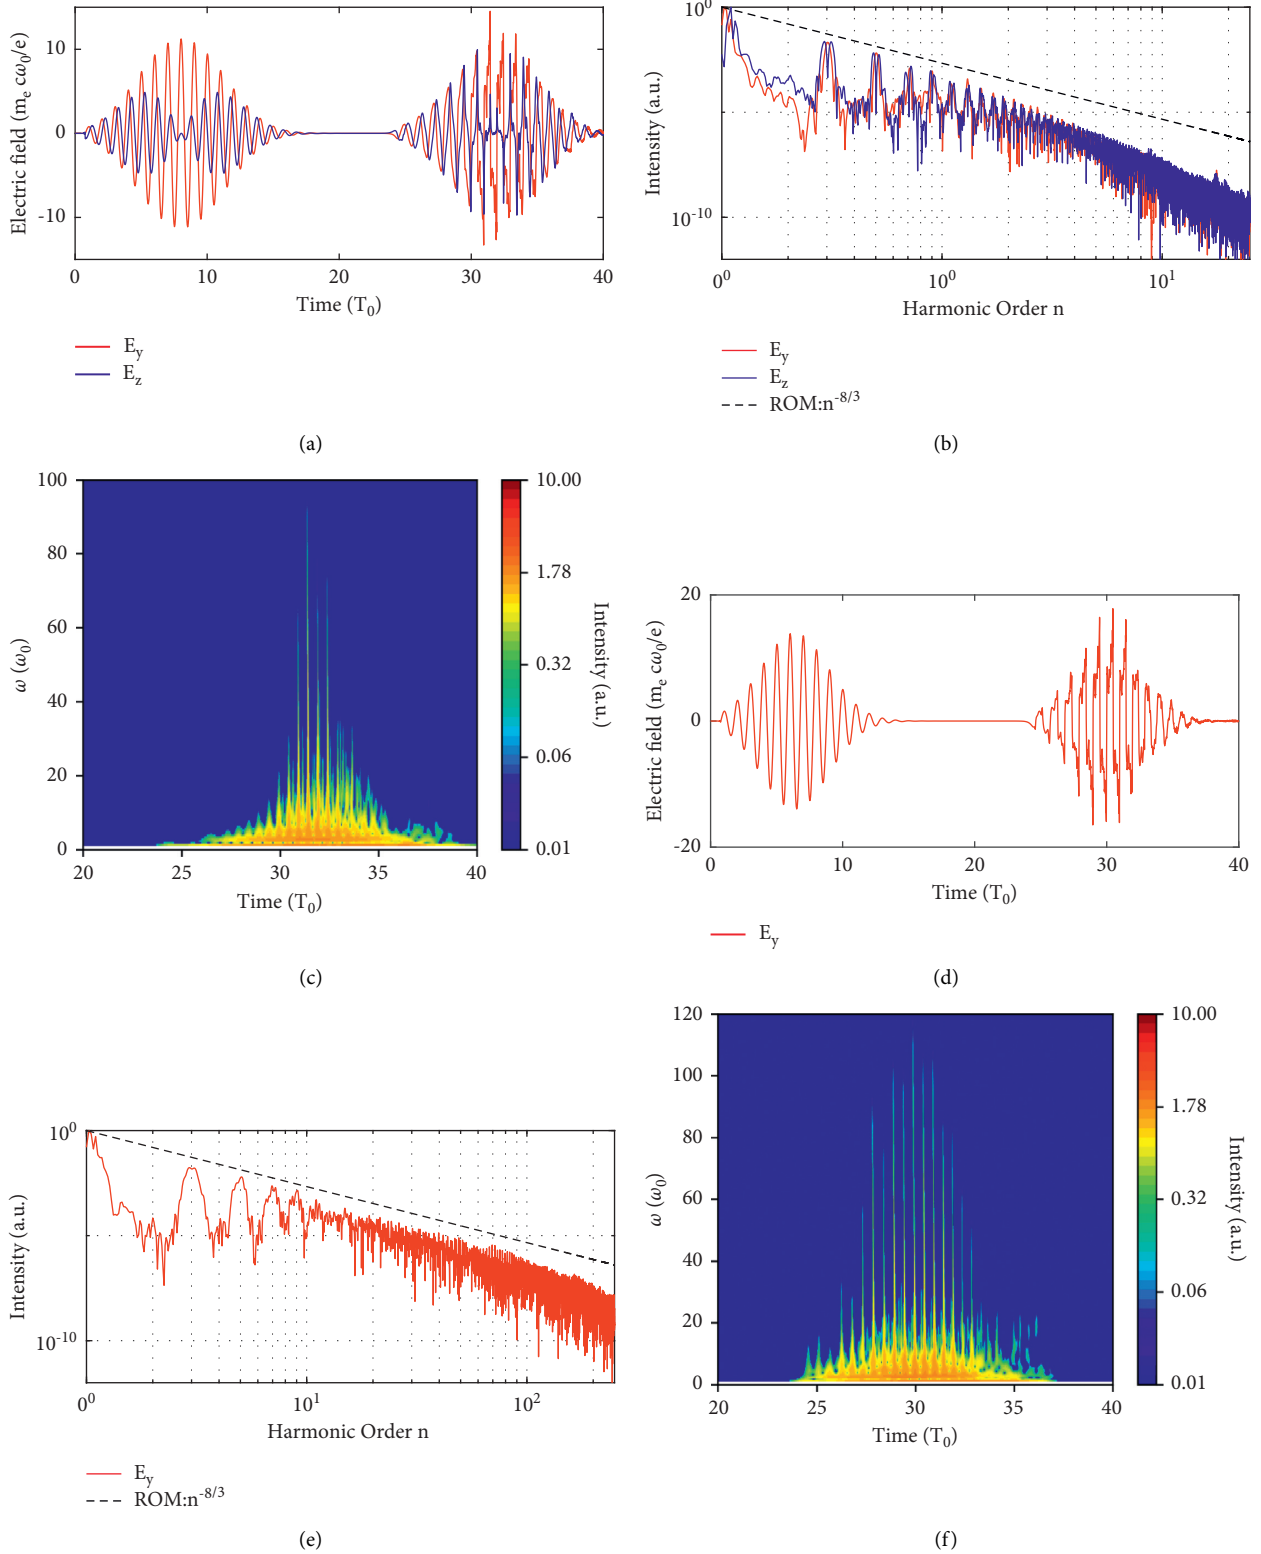 10
0
-10
Electric field (m_e cω_0/e)
0 10 20 30 40
Time (T_0)
E_y
E_z
(a)
10^0
10^-10
Intensity (a.u.)
10^0 10^0 10^1
Harmonic Order n
E_y
E_z
ROM:n^-8/3
(b)
100
80
60
40
20
0
ω (ω_0)
20 25 30 35 40
Time (T_0)
10.00
1.78
0.32
0.06
0.01
Intensity (a.u.)
(c)
20
10
0
-10
-20
Electric field (m_e cω_0/e)
0 10 20 30 40
Time (T_0)
E_y
(d)
10^0
10^-10
Intensity (a.u.)
10^0 10^1 10^2
Harmonic Order n
E_y
ROM:n^-8/3
(e)
120
100
80
60
40
20
0
ω (ω_0)
20 25 30 35 40
Time (T_0)
10.00
1.78
0.32
0.06
0.01
Intensity (a.u.)
(f)